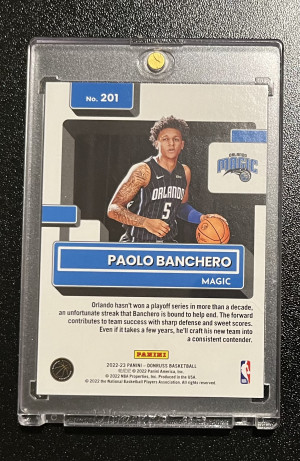 No. 201
ORLANDO
MAGIC
ORLANDO
5
PAOLO BANCHERO
MAGIC
Orlando hasn't won a playoff series in more than a decade,
an unfortunate streak that Banchero is bound to help end. The forward
contributes to team success with sharp defense and sweet scores.
Even if it takes a few years, he'll craft his new team into
a consistent contender.
PANINI
2022-23 PANINI - DONRUSS BASKETBALL
© 2022 Panini America, Inc.
© 2022 NBA Properties, Inc. Produced in the USA.
© 2022 the National Basketball Players Association. All rights reserved.
NBA